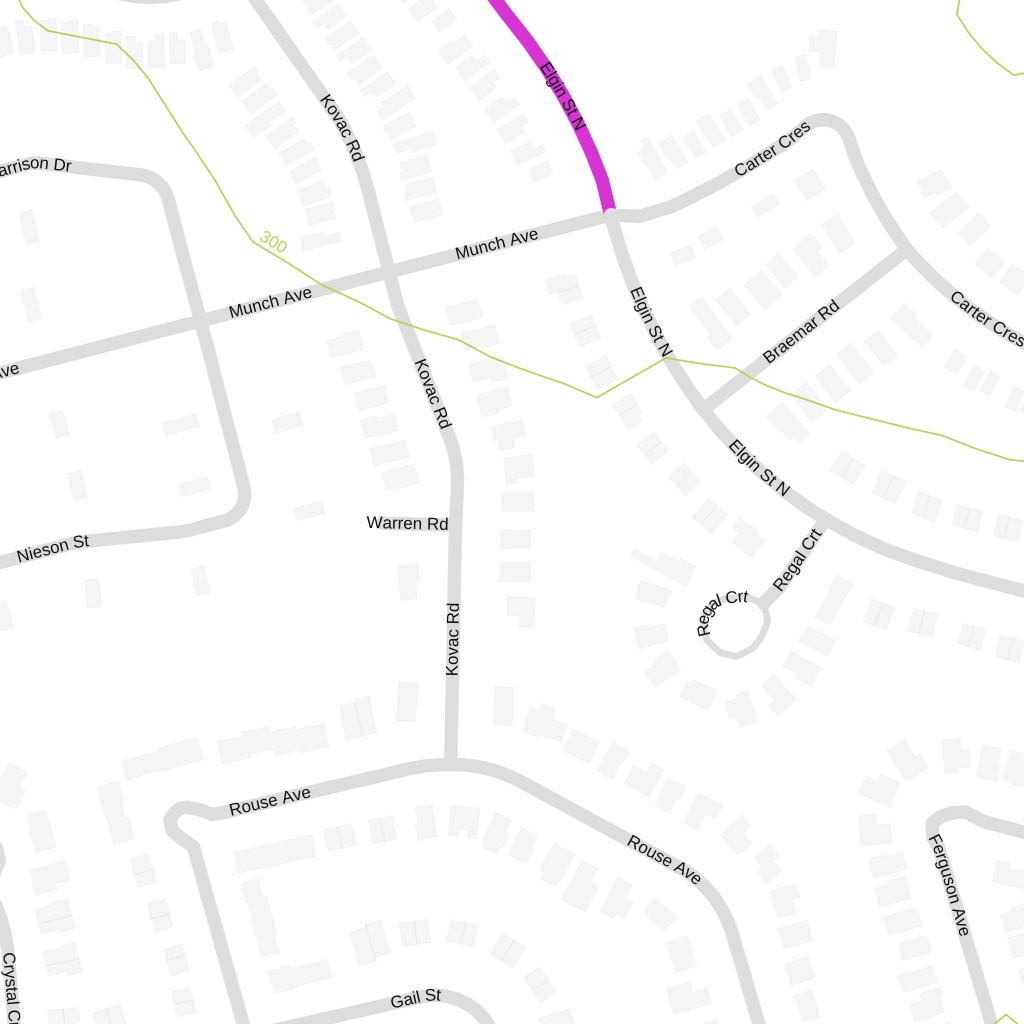 Elgin St N
Kovac Rd
Carter Cres
arrison Dr
300
Munch Ave
Munch Ave
Elgin St N
Carter Cres
Braemar Rd
Ave
Kovac Rd
Elgin St N
Warren Rd
Nieson St
Regal Crt
Regal Crt
Kovac Rd
Rouse Ave
Rouse Ave
Ferguson Ave
Crystal Cr
Gail St